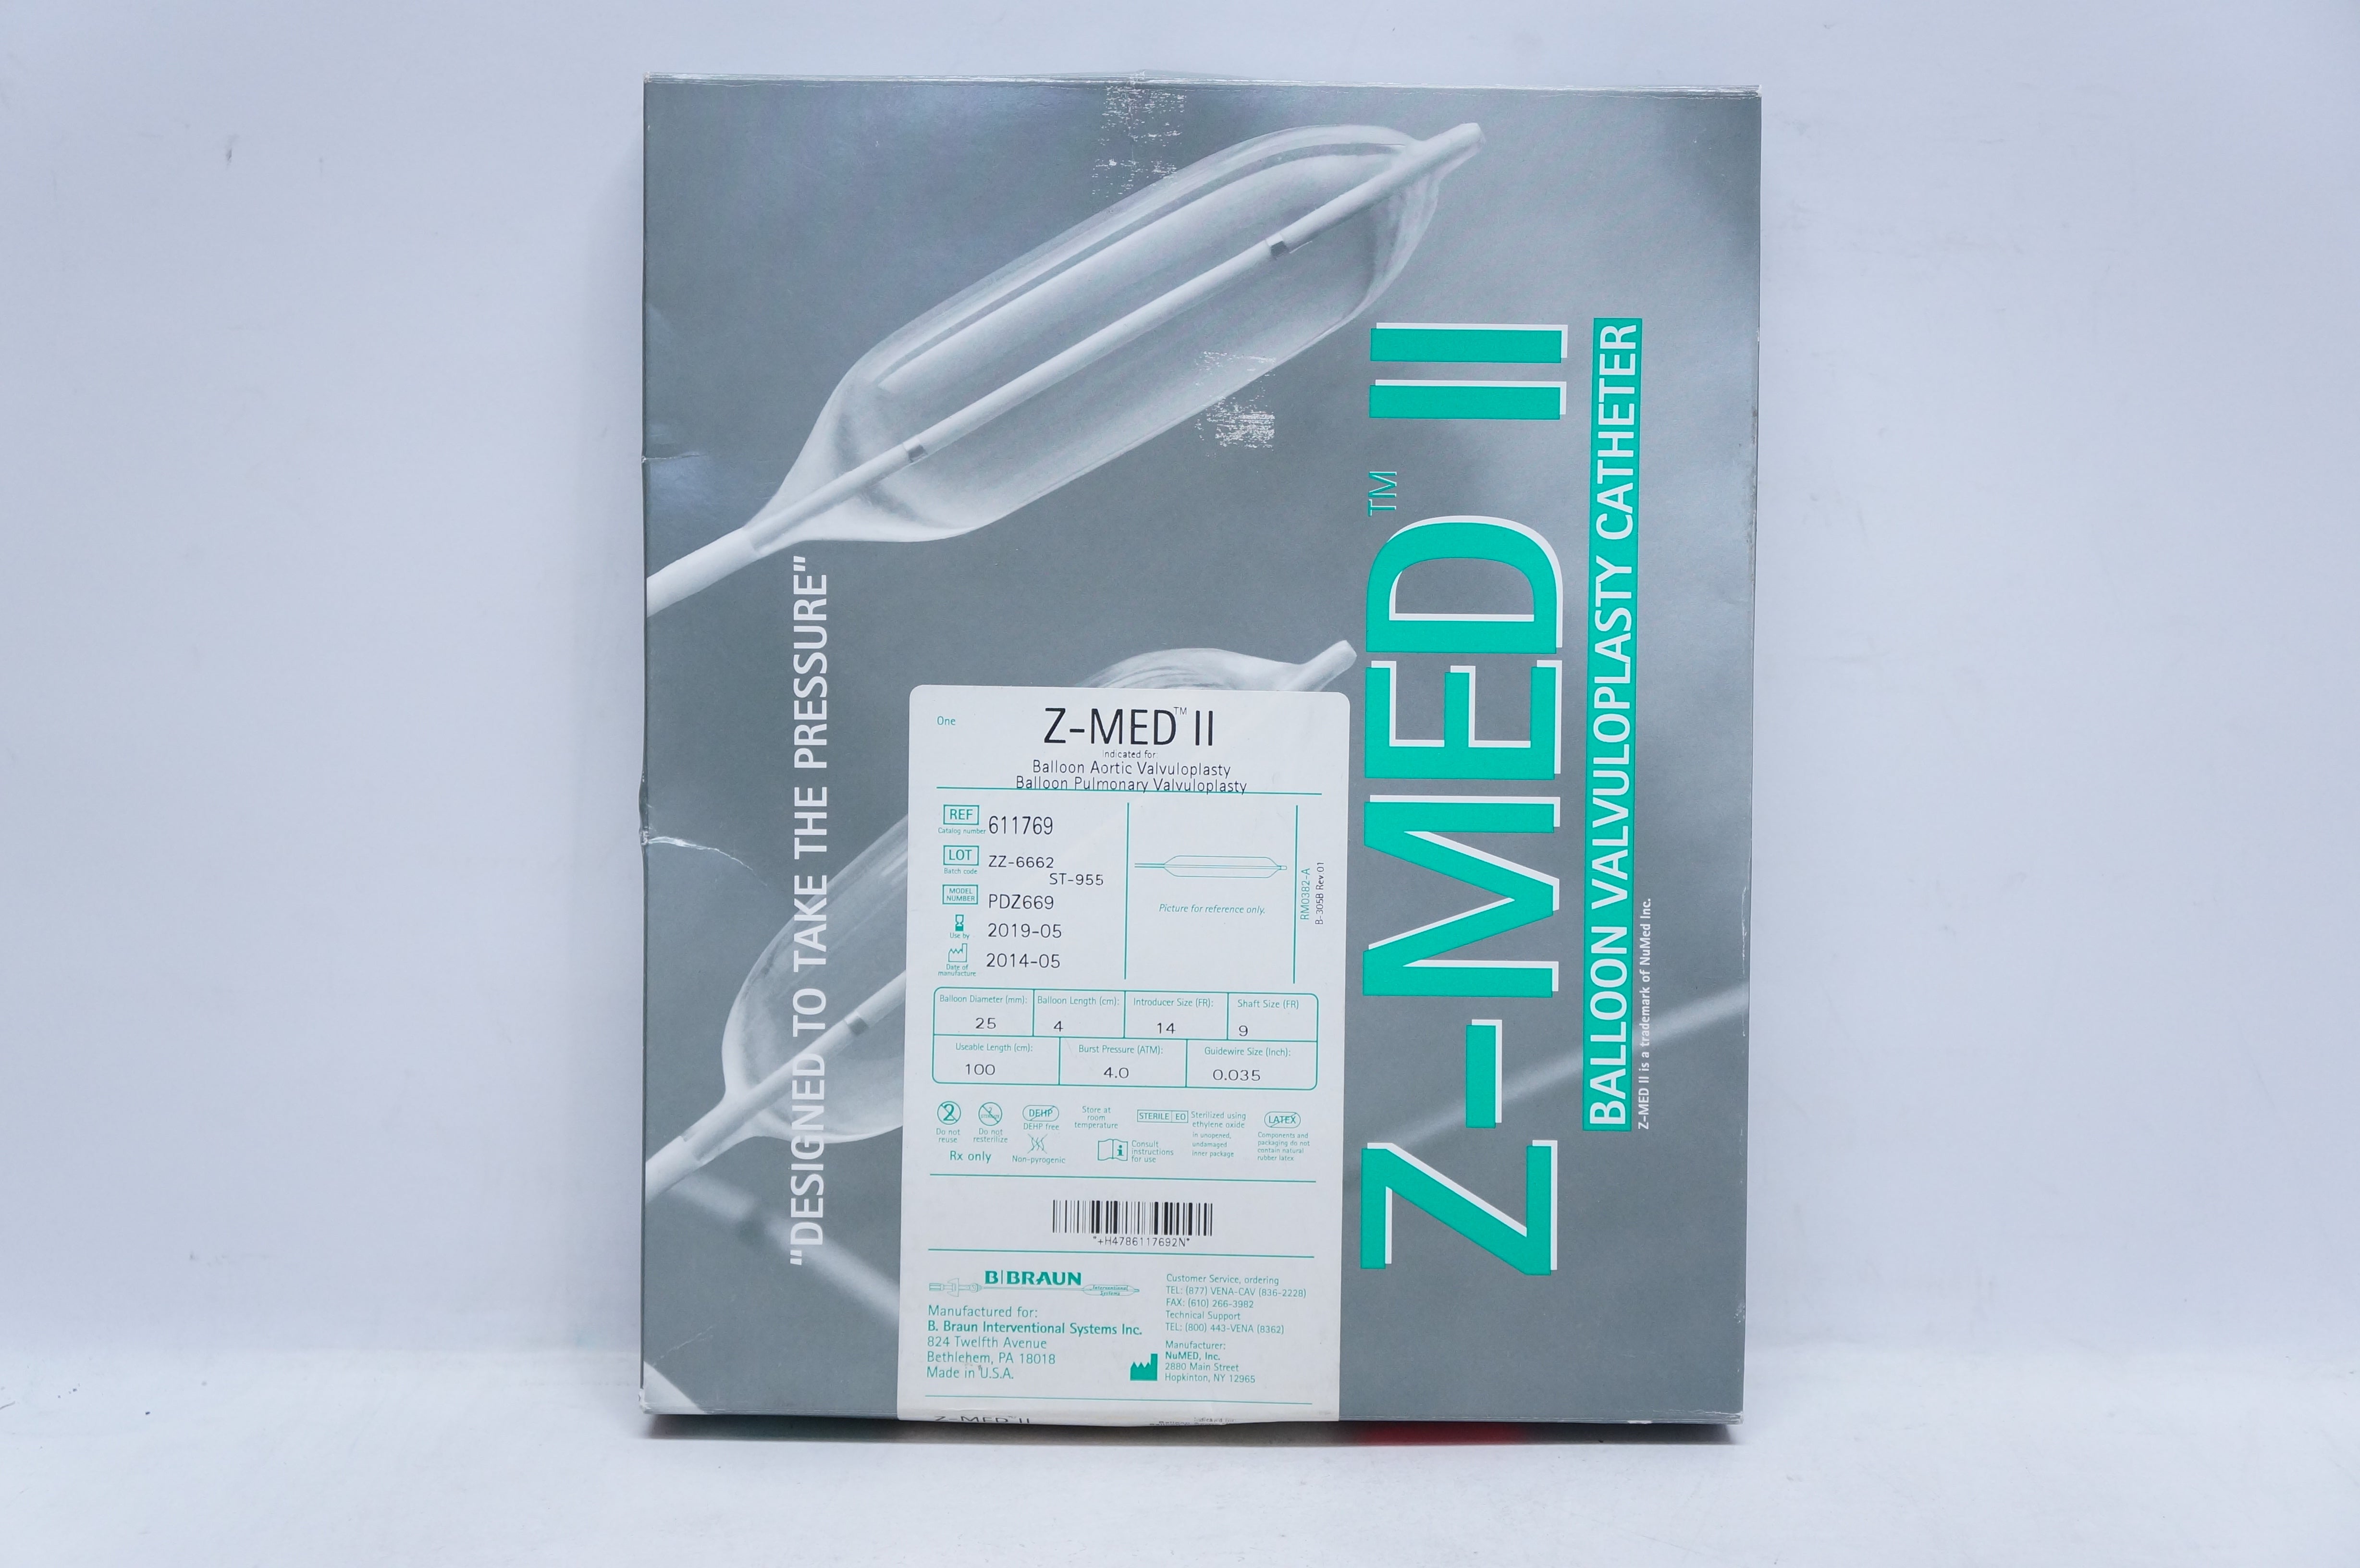 "DESIGNED TO TAKE THE PRESSURE"
Z-MED™ II
BALLOON VALVULOPLASTY CATHETER
Z-MED II is a trademark of NuMed Inc.
One
Z-MED™ II
Indicated for:
Balloon Aortic Valvuloplasty
Balloon Pulmonary Valvuloplasty
REF 611769
Catalog number
LOT ZZ-6662
Batch code
ST-955
MODEL NUMBER PDZ669
Use by 2019-05
Date of manufacture 2014-05
Picture for reference only.
RM0382-A
B-305B Rev.01
Balloon Diameter (mm): Balloon Length (cm): Introducer Size (FR): Shaft Size (FR)
25 4 14 9
Useable Length (cm): Burst Pressure (ATM): Guidewire Size (Inch):
100 4.0 0.035
2
Do not reuse
Do not resterilize
DEHP
DEHP free
Store at room temperature
STERILE EO
Sterilized using ethylene oxide
in unopened, undamaged inner package
LATEX
Components and packaging do not contain natural rubber latex
Rx only
Non-pyrogenic
Consult instructions for use
*+H4786117692N*
B|BRAUN
Interventional Systems
Manufactured for:
B. Braun Interventional Systems Inc.
824 Twelfth Avenue
Bethlehem, PA 18018
Made in U.S.A.
Customer Service, ordering
TEL: (877) VENA-CAV (836-2228)
FAX: (610) 266-3982
Technical Support
TEL: (800) 443-VENA (8362)
Manufacturer:
NuMED, Inc.
2880 Main Street
Hopkinton, NY 12965
Z-MED™ II